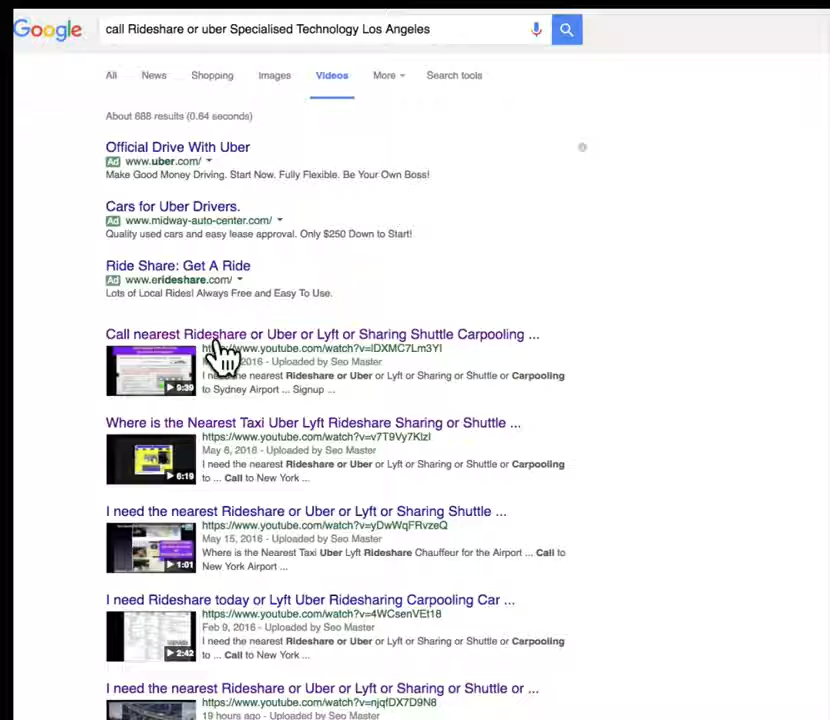 Google
call Rideshare or uber Specialised Technology Los Angeles
All News Shopping Images Videos More Search tools
About 688 results (0.64 seconds)
Official Drive With Uber
Ad www.uber.com/
Make Good Money Driving. Start Now. Fully Flexible. Be Your Own Boss!
Cars for Uber Drivers.
Ad www.midway-auto-center.com/
Quality used cars and easy lease approval. Only $250 Down to Start!
Ride Share: Get A Ride
Ad www.erideshare.com/
Lots of Local Rides! Always Free and Easy To Use.
Call nearest Rideshare or Uber or Lyft or Sharing Shuttle Carpooling ...
www.youtube.com/watch?v=lDXMC7Lm3YI
2016 - Uploaded by Seo Master
9:39
nearest Rideshare or Uber or Lyft or Sharing or Shuttle or Carpooling
to Sydney Airport ... Signup ...
Where is the Nearest Taxi Uber Lyft Rideshare Sharing or Shuttle ...
https://www.youtube.com/watch?v=v7T9Vy7KlzI
May 6, 2016 - Uploaded by Seo Master
I need the nearest Rideshare or Uber or Lyft or Sharing or Shuttle or Carpooling
6:19
to ... Call to New York ...
I need the nearest Rideshare or Uber or Lyft or Sharing Shuttle ...
https://www.youtube.com/watch?v=yDwWqFRvzeQ
May 15, 2016 - Uploaded by Seo Master
Where is the Nearest Taxi Uber Lyft Rideshare Chauffeur for the Airport ... Call to
1:01
New York Airport ...
I need Rideshare today or Lyft Uber Ridesharing Carpooling Car ...
https://www.youtube.com/watch?v=4WCsenVEt18
Feb 9, 2016 - Uploaded by Seo Master
I need the nearest Rideshare or Uber or Lyft or Sharing or Shuttle or Carpooling
2:42
to ... Call to New York ...
I need the nearest Rideshare or Uber or Lyft or Sharing or Shuttle or ...
https://www.youtube.com/watch?v=njqfDX7D9N8
19 hours ago - Uploaded by Seo Master